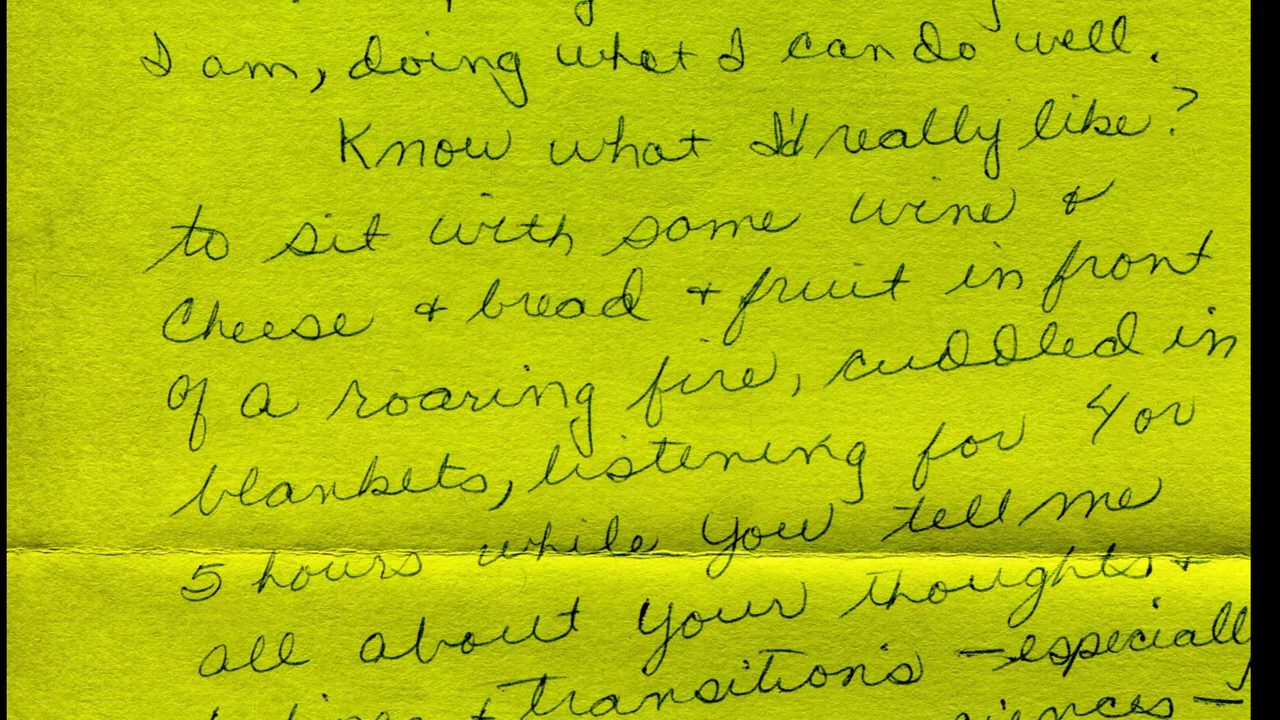 I am, doing what I can do well.
Know what I'd really like?
to sit with some wine &
Cheese & bread & fruit in front
of a roaring fire, cuddled in
blankets, listening for 4 or
5 hours while you tell me
all about your thoughts &
& transitions — especially